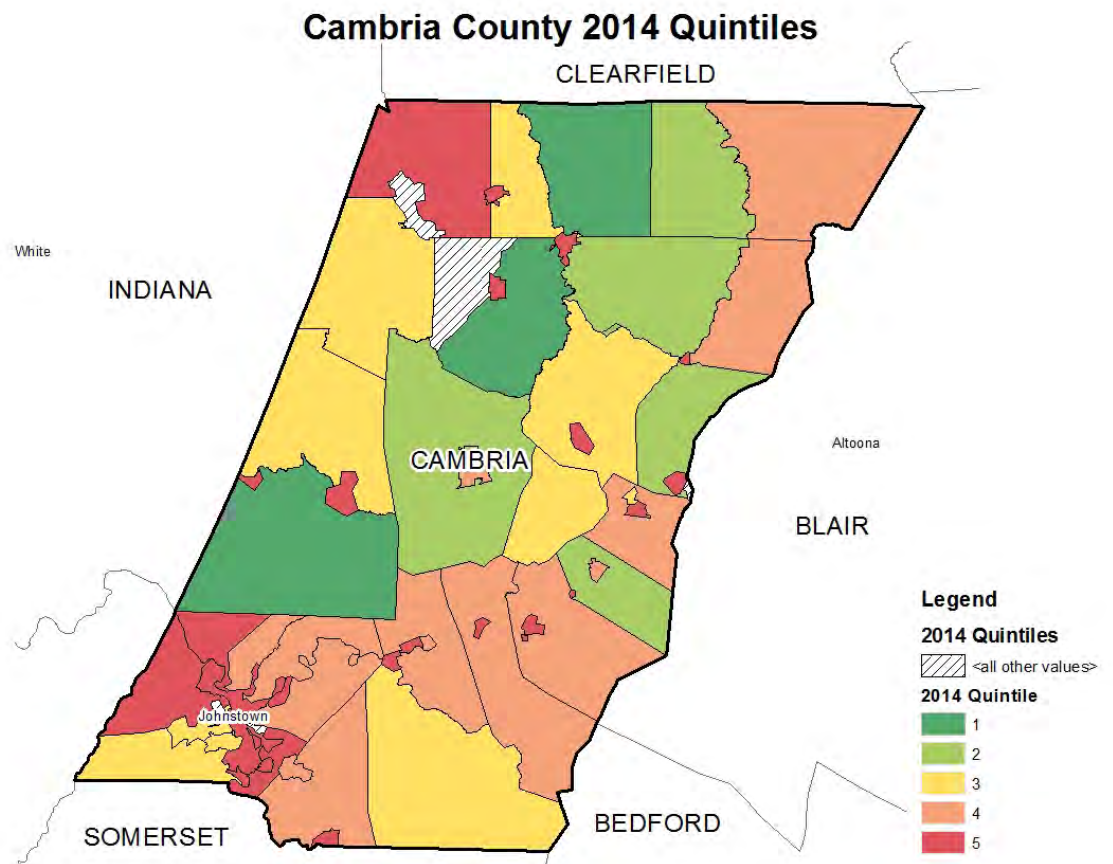 Cambria County 2014 Quintiles
CLEARFIELD
White
INDIANA
CAMBRIA
Altoona
BLAIR
Johnstown
SOMERSET
BEDFORD
Legend
2014 Quintiles
<all other values>
2014 Quintile
1
2
3
4
5